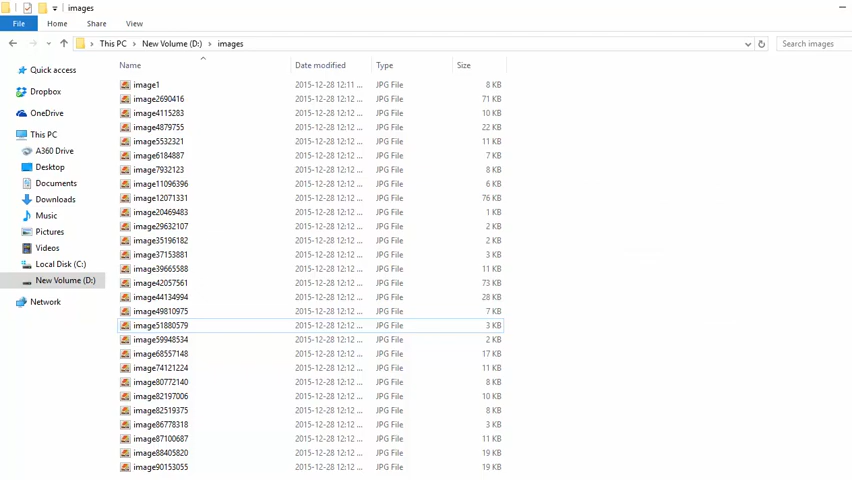 images
File Home Share View
This PC New Volume (D:) images Search images
Name Date modified Type Size
Quick access
Dropbox
OneDrive
This PC
A360 Drive
Desktop
Documents
Downloads
Music
Pictures
Videos
Local Disk (C:)
New Volume (D:)
Network
image1 2015-12-28 12:11 ... JPG File 8 KB
image2690416 2015-12-28 12:12 ... JPG File 71 KB
image4115283 2015-12-28 12:12 ... JPG File 10 KB
image4879755 2015-12-28 12:12 ... JPG File 22 KB
image5532321 2015-12-28 12:12 ... JPG File 11 KB
image6184887 2015-12-28 12:12 ... JPG File 7 KB
image7932123 2015-12-28 12:12 ... JPG File 8 KB
image11096396 2015-12-28 12:12 ... JPG File 6 KB
image12071331 2015-12-28 12:12 ... JPG File 76 KB
image20469483 2015-12-28 12:12 ... JPG File 1 KB
image29632107 2015-12-28 12:12 ... JPG File 2 KB
image35196182 2015-12-28 12:12 ... JPG File 2 KB
image37153881 2015-12-28 12:12 ... JPG File 3 KB
image39665588 2015-12-28 12:12 ... JPG File 11 KB
image42057561 2015-12-28 12:12 ... JPG File 73 KB
image44134994 2015-12-28 12:12 ... JPG File 28 KB
image49810975 2015-12-28 12:12 ... JPG File 7 KB
image51880579 2015-12-28 12:12 ... JPG File 3 KB
image59948534 2015-12-28 12:12 ... JPG File 2 KB
image68557148 2015-12-28 12:12 ... JPG File 17 KB
image74121224 2015-12-28 12:12 ... JPG File 11 KB
image80772140 2015-12-28 12:12 ... JPG File 8 KB
image82197006 2015-12-28 12:12 ... JPG File 10 KB
image82519375 2015-12-28 12:12 ... JPG File 8 KB
image86778318 2015-12-28 12:12 ... JPG File 3 KB
image87100687 2015-12-28 12:12 ... JPG File 11 KB
image88405820 2015-12-28 12:12 ... JPG File 19 KB
image90153055 2015-12-28 12:12 ... JPG File 19 KB